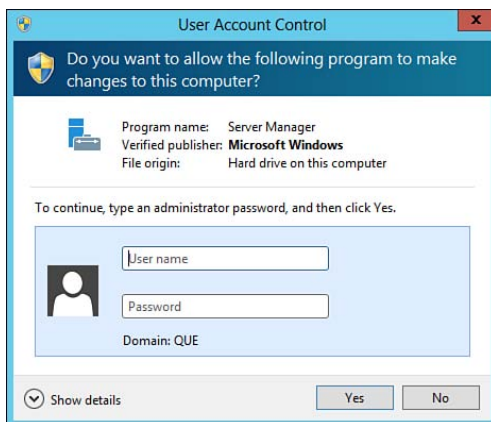 User Account Control
x
Do you want to allow the following program to make
changes to this computer?
Program name: Server Manager
Verified publisher: Microsoft Windows
File origin: Hard drive on this computer
To continue, type an administrator password, and then click Yes.
User name
Password
Domain: QUE
Show details
Yes
No